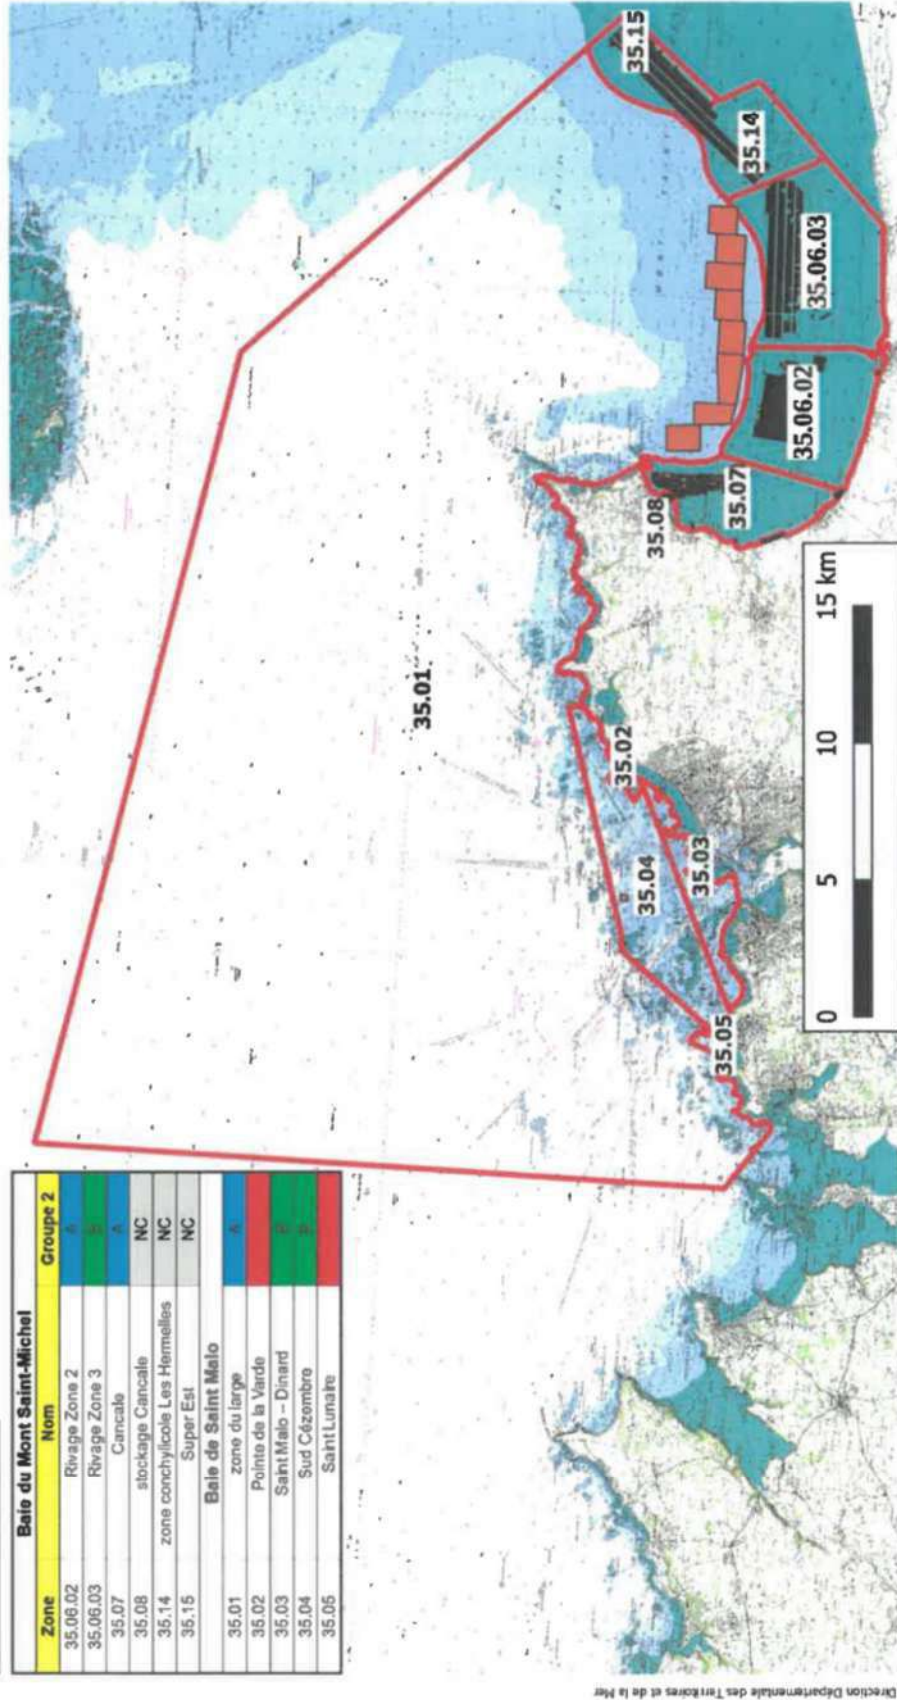 Baie du Mont Saint-Michel
Zone Nom Groupe 2
35.06.02 Rivage Zone 2 A
35.06.03 Rivage Zone 3 B
35.07 Cancale A
35.08 stockage Cancale NC
35.14 zone conchylicole Les Hermelles NC
35.15 Super Est NC
Baie de Saint Malo
35.01 zone du large A
35.02 Pointe de la Varde
35.03 Saint Malo – Dinard B
35.04 Sud Cézembre B
35.05 Saint Lunaire
35.01
35.15
35.14
35.06.03
35.06.02
35.08
35.07
35.02
35.04
35.03
35.05
0 5 10 15 km
Direction Départementale des Territoires et de la Mer